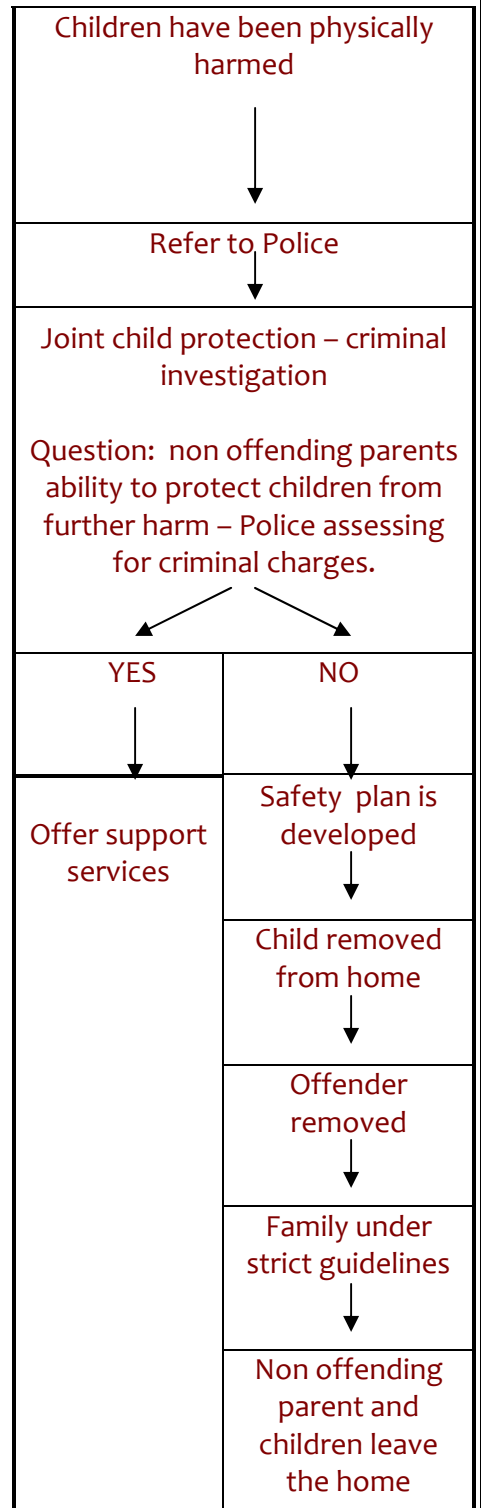 Children have been physically
harmed
Refer to Police
Joint child protection – criminal
investigation
Question:  non offending parents
ability to protect children from
further harm – Police assessing
for criminal charges.
YES
NO
Offer support
services
Safety  plan is
developed
Child removed
from home
Offender
removed
Family under
strict guidelines
Non offending
parent and
children leave
the home